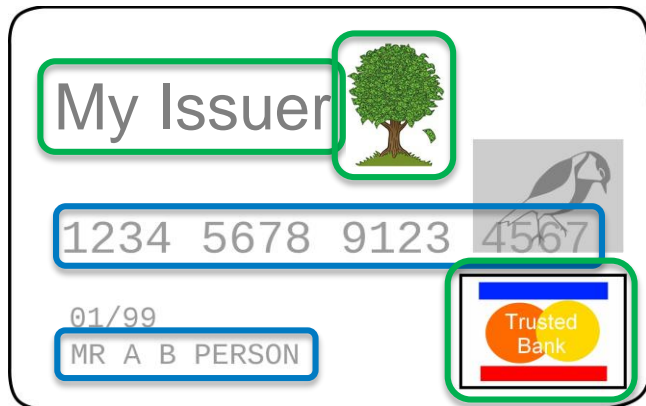 My Issuer
1234 5678 9123 4567
01/99
MR A B PERSON
Trusted
Bank